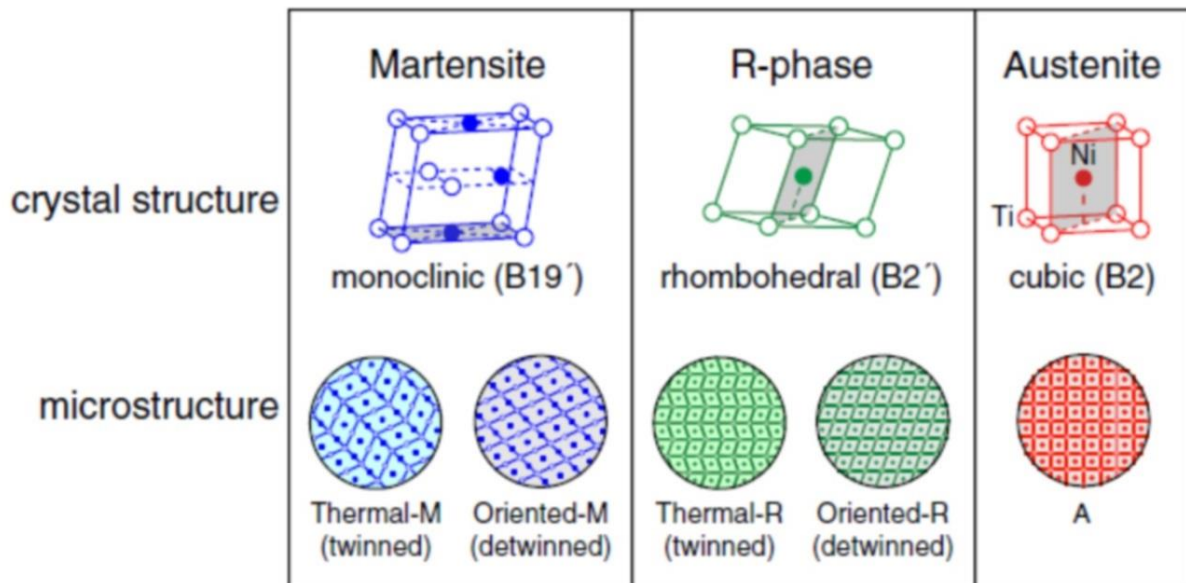 Martensite
R-phase
Austenite
Ni
Ti
crystal structure
monoclinic (B19´)
rhombohedral (B2´)
cubic (B2)
microstructure
Thermal-M
(twinned)
Oriented-M
(detwinned)
Thermal-R
(twinned)
Oriented-R
(detwinned)
A